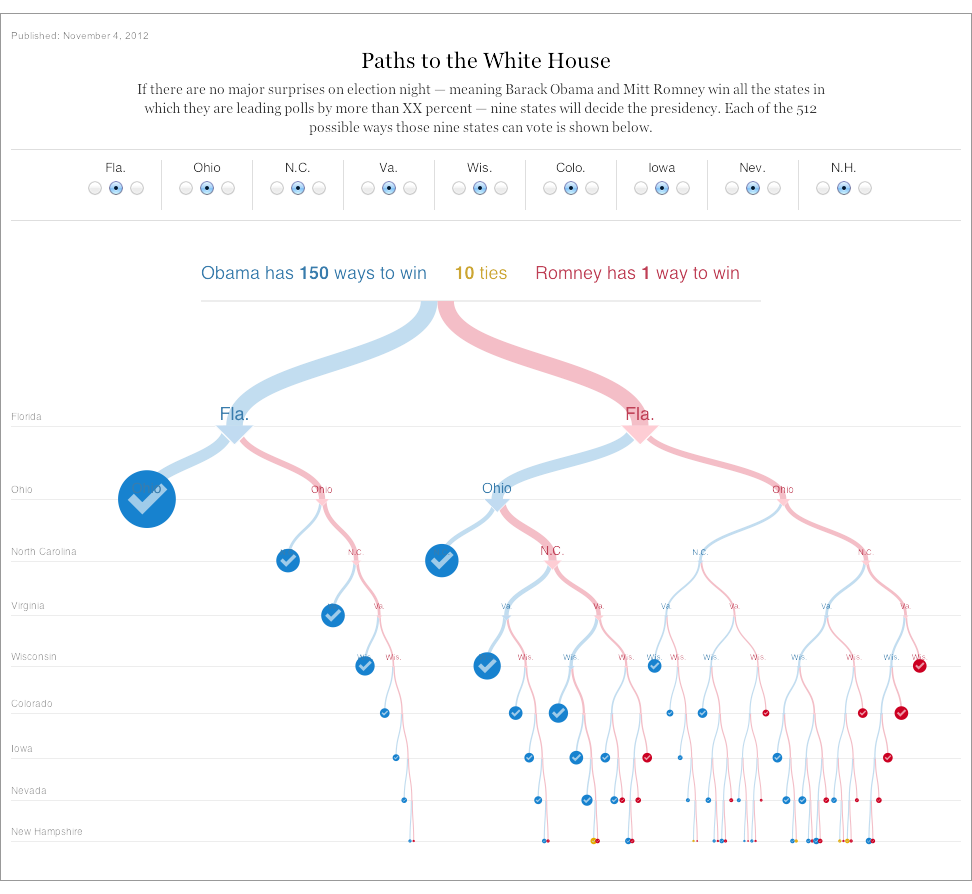 Published: November 4, 2012
Paths to the White House
If there are no major surprises on election night — meaning Barack Obama and Mitt Romney win all the states in
which they are leading polls by more than XX percent — nine states will decide the presidency. Each of the 512
possible ways those nine states can vote is shown below.
Fla. Ohio N.C. Va. Wis. Colo. Iowa Nev. N.H.
Obama has 150 ways to win 10 ties Romney has 1 way to win
Florida Fla. Fla.
Ohio Ohio Ohio Ohio
North Carolina N.C. N.C. N.C. N.C.
Virginia Va. Va. Va. Va. Va. Va. Va.
Wisconsin Wis. Wis. Wis. Wis. Wis. Wis. Wis. Wis. Wis. Wis. Wis. Wis.
Colorado
Iowa
Nevada
New Hampshire